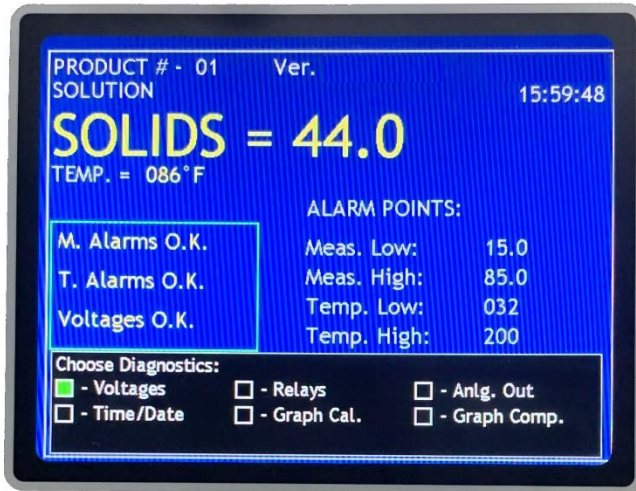 PRODUCT # - 01 Ver.
SOLUTION
15:59:48
SOLIDS = 44.0
TEMP. = 086°F
M. Alarms O.K.
T. Alarms O.K.
Voltages O.K.
ALARM POINTS:
Meas. Low: 15.0
Meas. High: 85.0
Temp. Low: 032
Temp. High: 200
Choose Diagnostics:
- Voltages - Relays - Anlg. Out
- Time/Date - Graph Cal. - Graph Comp.